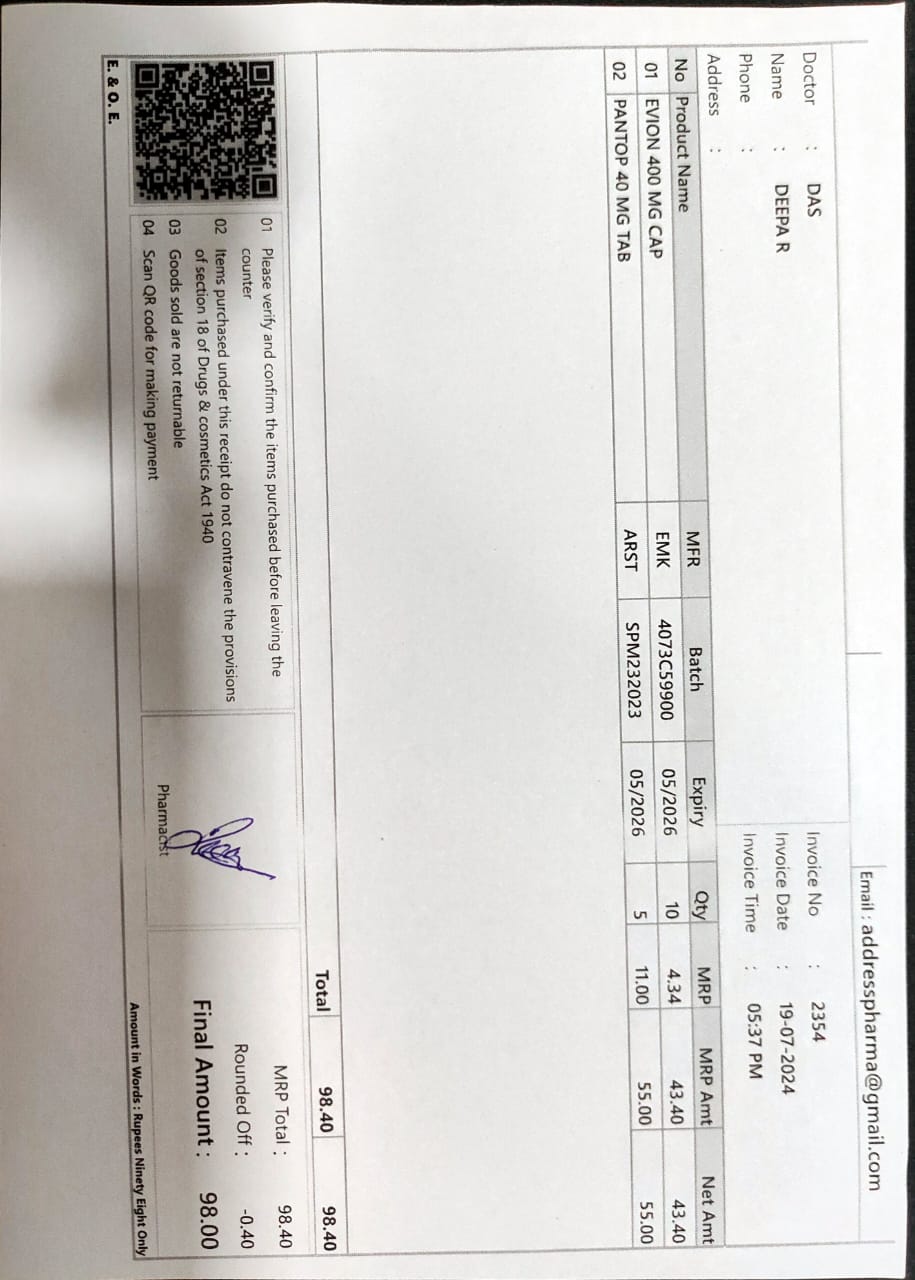 Email : addresspharma@gmail.com
Doctor : DAS
Name : DEEPA R
Phone :
Address :
Invoice No : 2354
Invoice Date : 19-07-2024
Invoice Time : 05:37 PM
No Product Name MFR Batch Expiry Qty MRP MRP Amt Net Amt
01 EVION 400 MG CAP EMK 4073C59900 05/2026 10 4.34 43.40 43.40
02 PANTOP 40 MG TAB ARST SPM232023 05/2026 5 11.00 55.00 55.00
Total 98.40 98.40
01 Please verify and confirm the items purchased before leaving the
counter
02 Items purchased under this receipt do not contravene the provisions
of section 18 of Drugs & cosmetics Act 1940
03 Goods sold are not returnable
04 Scan QR code for making payment
Pharmacist
MRP Total : 98.40
Rounded Off : -0.40
Final Amount : 98.00
Amount in Words : Rupees Ninety Eight Only
E. & O. E.